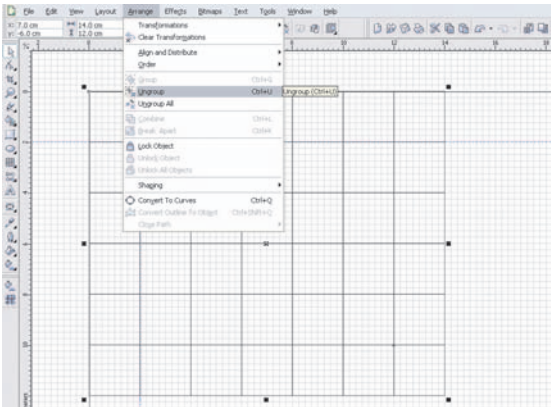 File Edit View Layout Arrange Effects Bitmaps Text Tools Window Help
x: 7.0 cm
y: -6.0 cm
14.0 cm
12.0 cm
Transformations
Clear Transformations
Align and Distribute
Order
Group Ctrl+G
Ungroup Ctrl+U
Ungroup (Ctrl+U)
Ungroup All
Combine Ctrl+L
Break Apart Ctrl+K
Lock Object
Unlock Object
Unlock All Objects
Shaping
Convert To Curves Ctrl+Q
Convert Outline To Object Ctrl+Shift+Q
Close Path